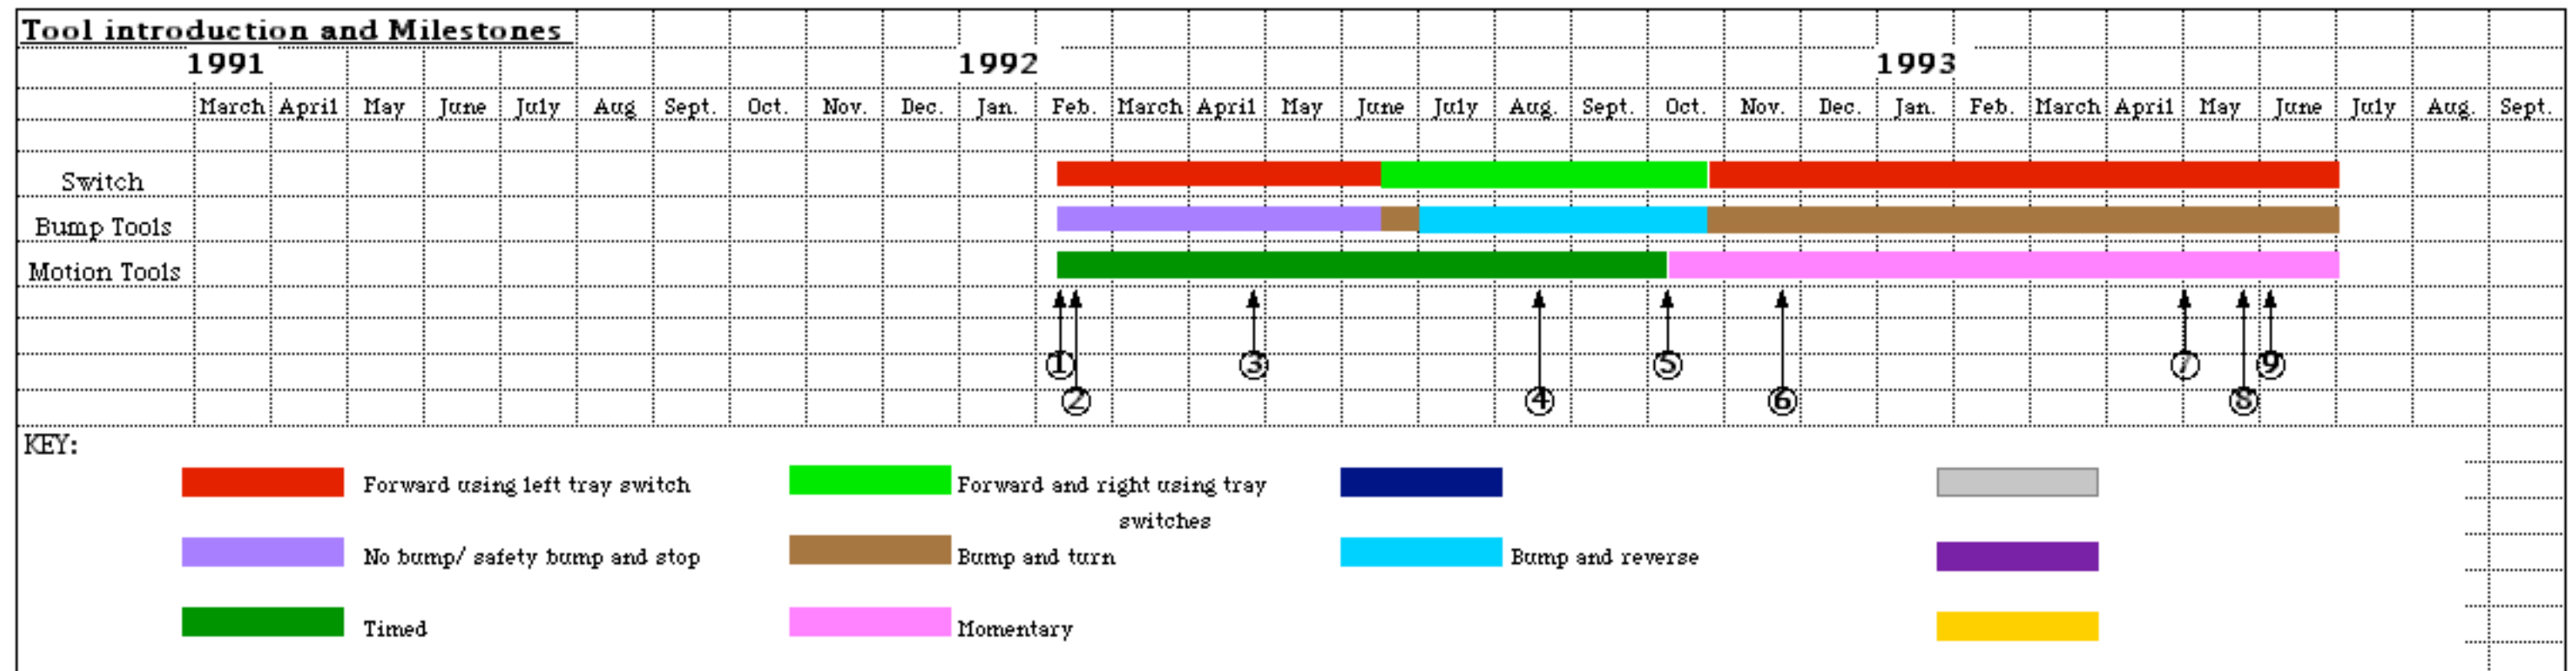 Tool introduction and Milestones
1991 1992 1993
March April May June July Aug Sept. Oct. Nov. Dec. Jan. Feb. March April May June July Aug. Sept. Oct. Nov. Dec. Jan. Feb. March April May June July Aug. Sept.
Switch
Bump Tools
Motion Tools
① ③ ⑤ ⑦ ⑨
② ④ ⑥ ⑧
KEY:
Forward using left tray switch Forward and right using tray
switches
No bump/ safety bump and stop Bump and turn Bump and reverse
Timed Momentary